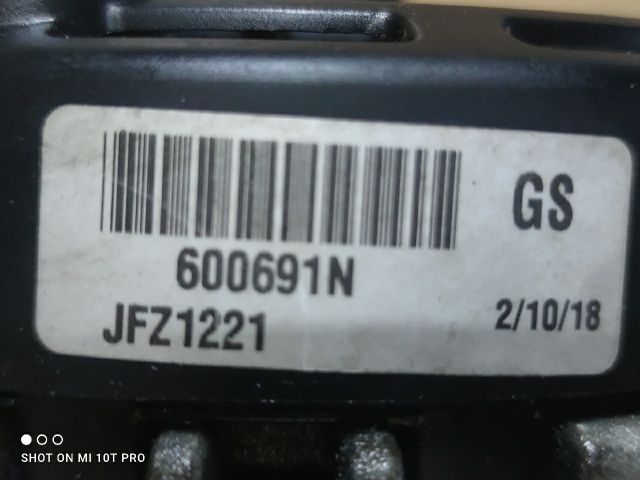 GS
600691N
JFZ1221
2/10/18
SHOT ON MI 10T PRO